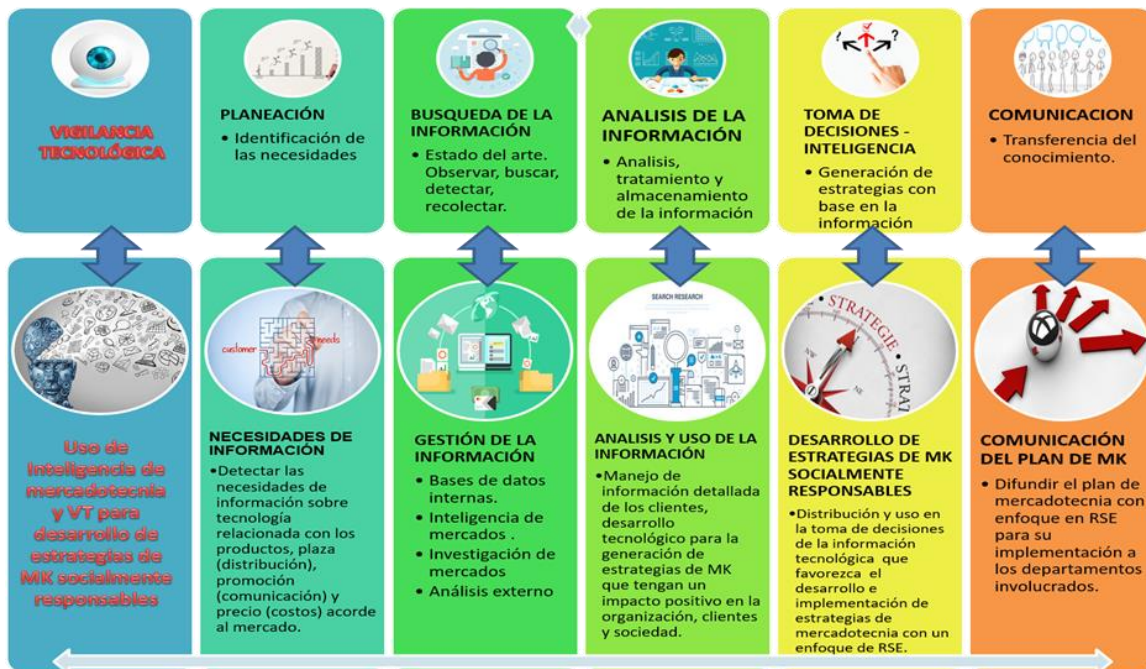 VIGILANCIA
TECNOLÓGICA
PLANEACIÓN
• Identificación de
las necesidades
BUSQUEDA DE LA
INFORMACIÓN
• Estado del arte.
Observar, buscar,
detectar,
recolectar.
ANALISIS DE LA
INFORMACIÓN
• Analisis,
tratamiento y
almacenamiento
de la información
?
?
TOMA DE
DECISIONES -
INTELIGENCIA
• Generación de
estrategias con
base en la
información
COMUNICACION
• Transferencia del
conocimiento.
Uso de
Inteligencia de
mercadotecnia
y VT para
desarrollo de
estrategias de
MK socialmente
responsables
customer
needs
NECESIDADES DE
INFORMACIÓN
•Detectar las
necesidades de
información sobre
tecnología
relacionada con los
productos, plaza
(distribución),
promoción
(comunicación) y
precio (costos) acorde
al mercado.
GESTIÓN DE LA
INFORMACIÓN
• Bases de datos
internas.
• Inteligencia de
mercados .
• Investigación de
mercados
• Análisis externo
SEARCH RESEARCH
ANALISIS Y USO DE LA
INFORMACIÓN
•Manejo de
información detallada
de los clientes,
desarrollo
tecnológico para la
generación de
estrategias de MK
que tengan un
impacto positivo en la
organización, clientes
y sociedad.
• STRATEGIE • STRAT
NW
N
NE
DESARROLLO DE
ESTRATEGIAS DE MK
SOCIALMENTE
RESPONSABLES
•Distribución y uso en
la toma de decisiones
de la información
tecnológica que
favorezca el
desarrollo e
implementación de
estrategias de
mercadotecnia con un
enfoque de RSE.
COMUNICACIÓN
DEL PLAN DE MK
• Difundir el plan de
mercadotecnia con
enfoque en RSE
para su
implementación a
los departamentos
involucrados.